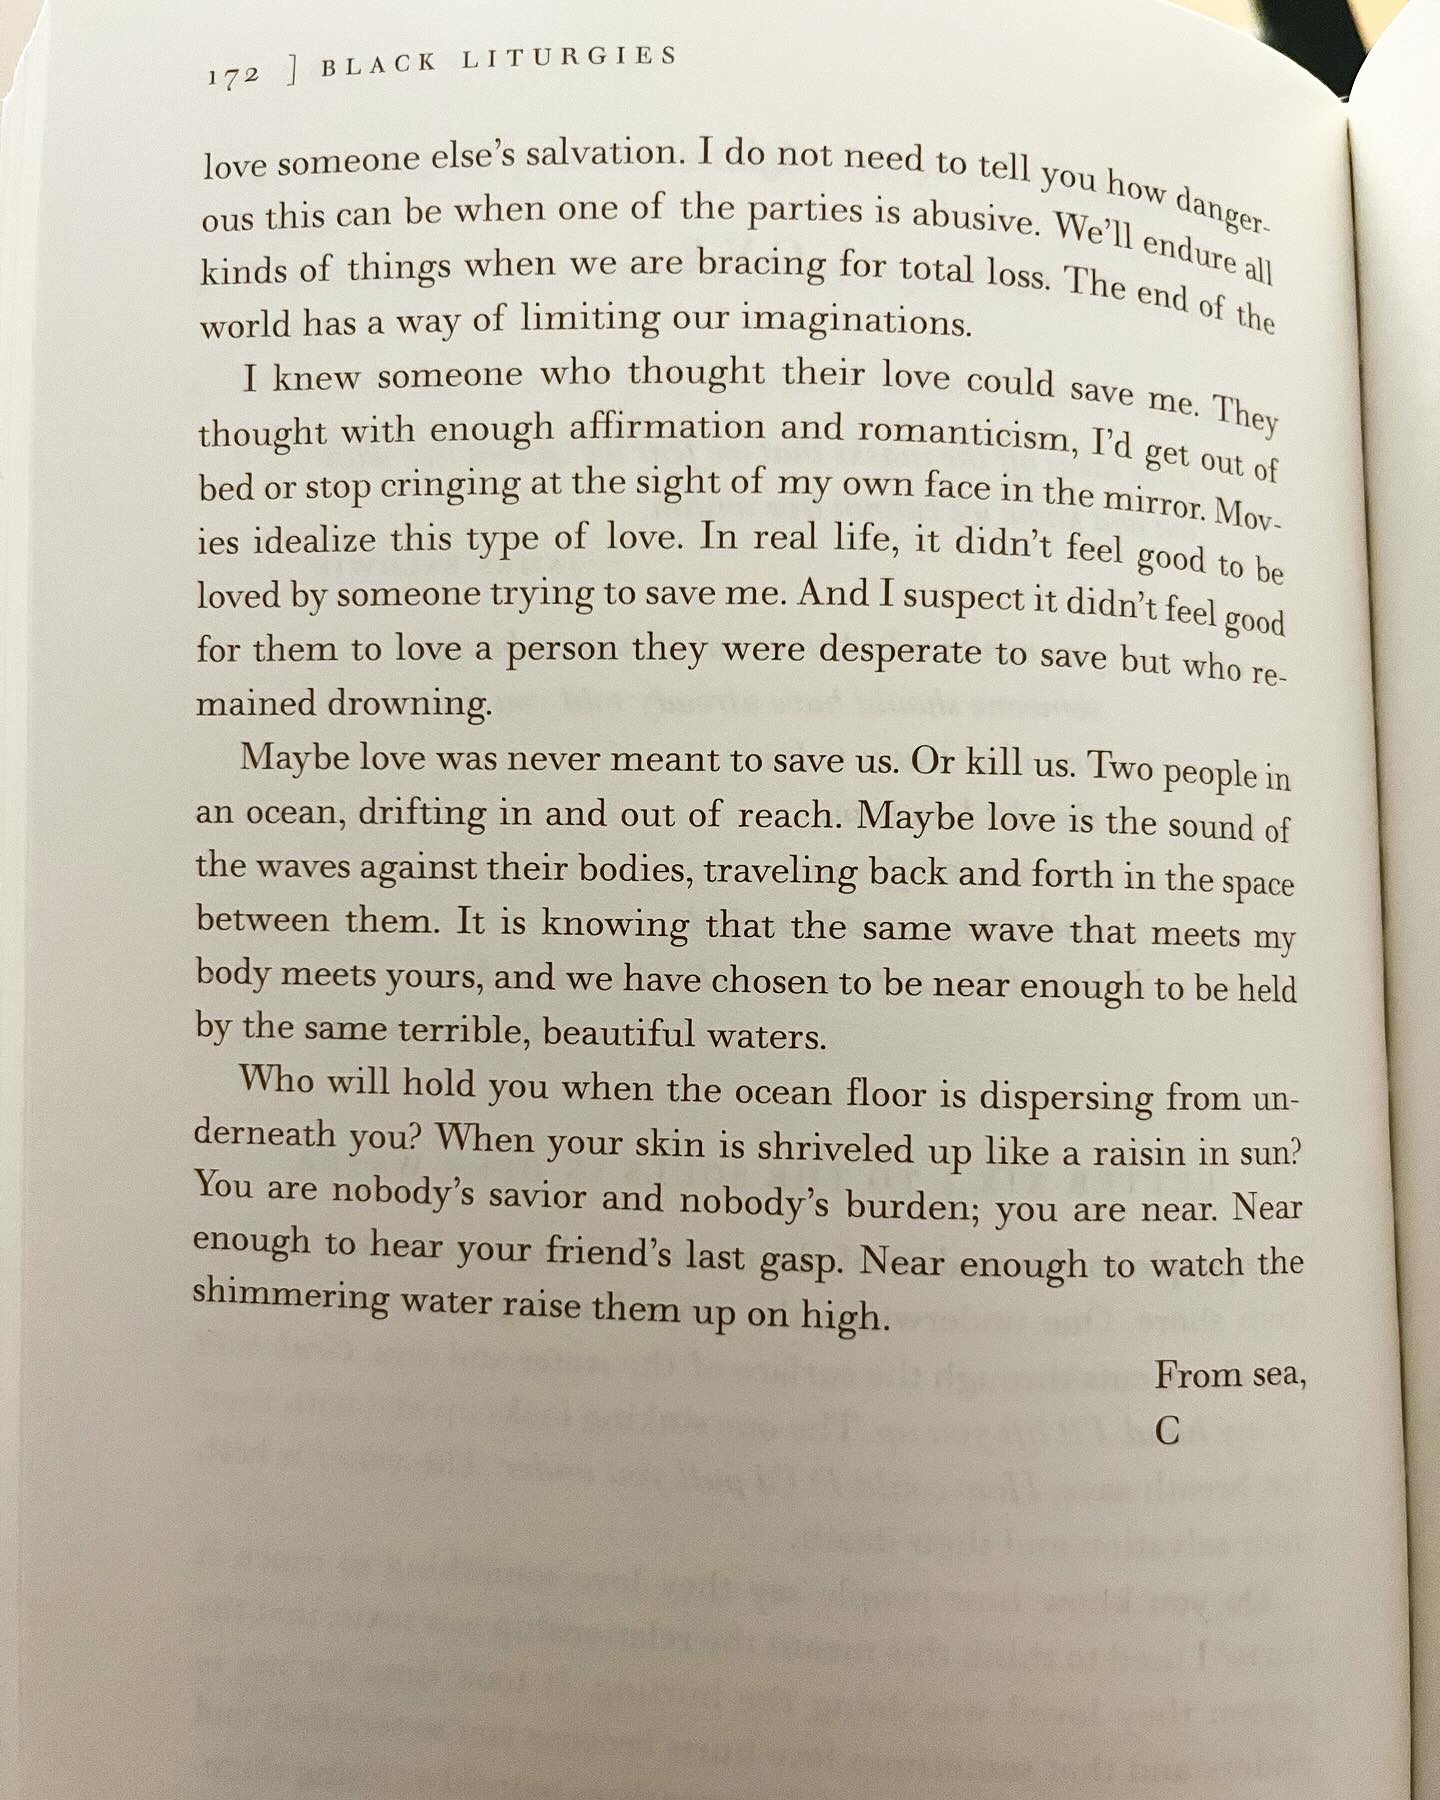 172 ] BLACK LITURGIES
love someone else's salvation. I do not need to tell you how danger-
ous this can be when one of the parties is abusive. We'll endure all
kinds of things when we are bracing for total loss. The end of the
world has a way of limiting our imaginations.
I knew someone who thought their love could save me. They
thought with enough affirmation and romanticism, I'd get out of
bed or stop cringing at the sight of my own face in the mirror. Mov-
ies idealize this type of love. In real life, it didn't feel good to be
loved by someone trying to save me. And I suspect it didn't feel good
for them to love a person they were desperate to save but who re-
mained drowning.
Maybe love was never meant to save us. Or kill us. Two people in
an ocean, drifting in and out of reach. Maybe love is the sound of
the waves against their bodies, traveling back and forth in the space
between them. It is knowing that the same wave that meets my
body meets yours, and we have chosen to be near enough to be held
by the same terrible, beautiful waters.
Who will hold you when the ocean floor is dispersing from un-
derneath you? When your skin is shriveled up like a raisin in sun?
You are nobody's savior and nobody's burden; you are near. Near
enough to hear your friend's last gasp. Near enough to watch the
shimmering water raise them up on high.
From sea,
C